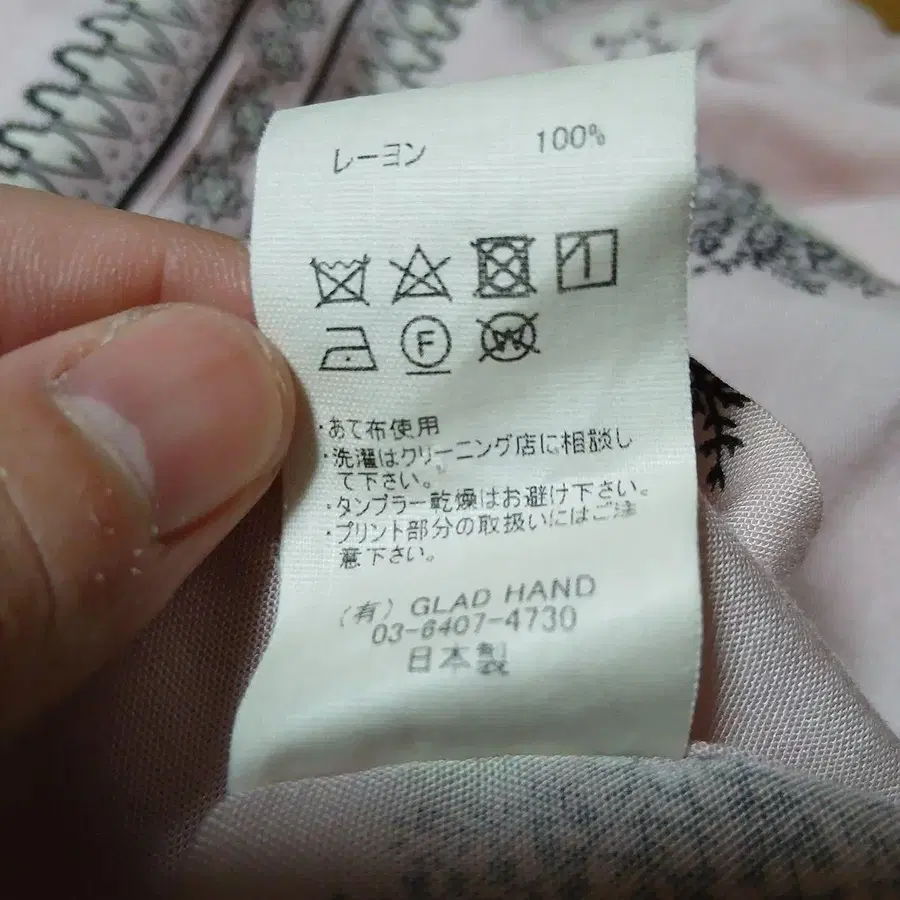 レーヨン 100%
F
W
・あて布使用
・洗濯はクリーニング店に相談し
て下さい。
・タンブラー乾燥はお避け下さい。
・プリント部分の取扱いにはご注
意下さい。
(有) GLAD HAND
03-6407-4730
日本製